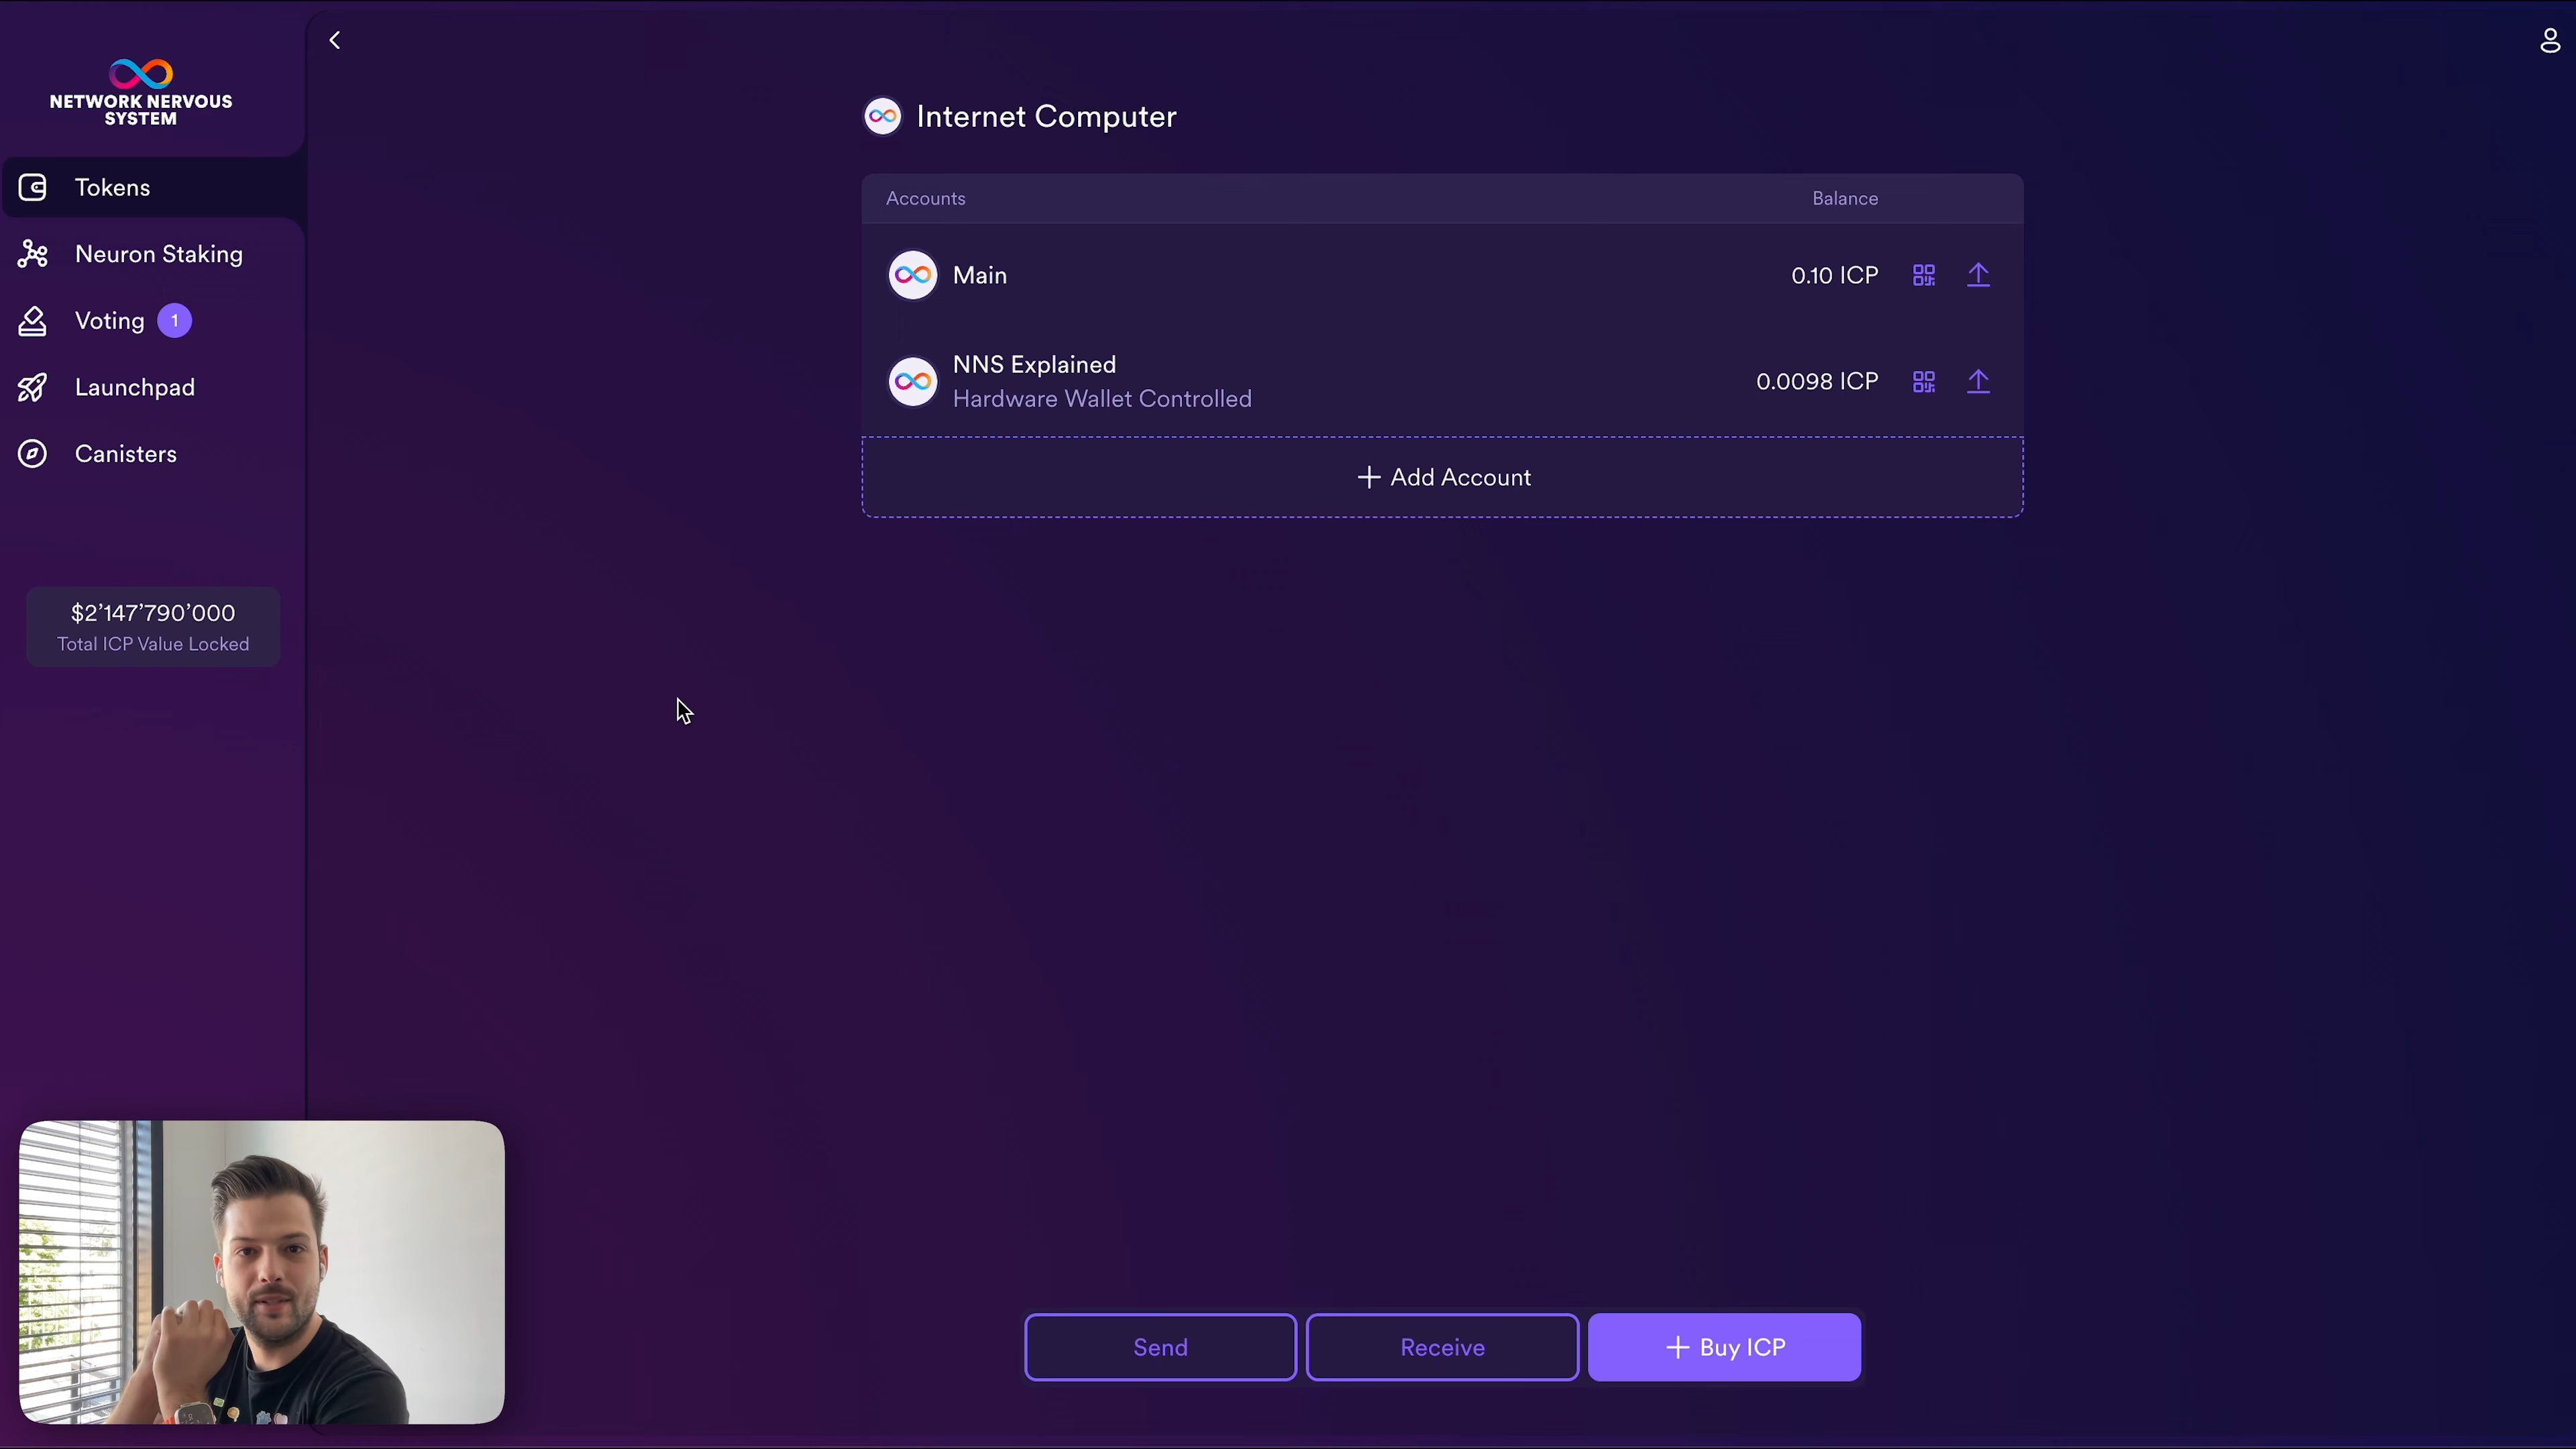 NETWORK NERVOUS
SYSTEM
Tokens
Neuron Staking
Voting 1
Launchpad
Canisters
$2’147’790’000
Total ICP Value Locked
Internet Computer
Accounts Balance
Main 0.10 ICP
NNS Explained
Hardware Wallet Controlled
0.0098 ICP
Add Account
Send Receive Buy ICP